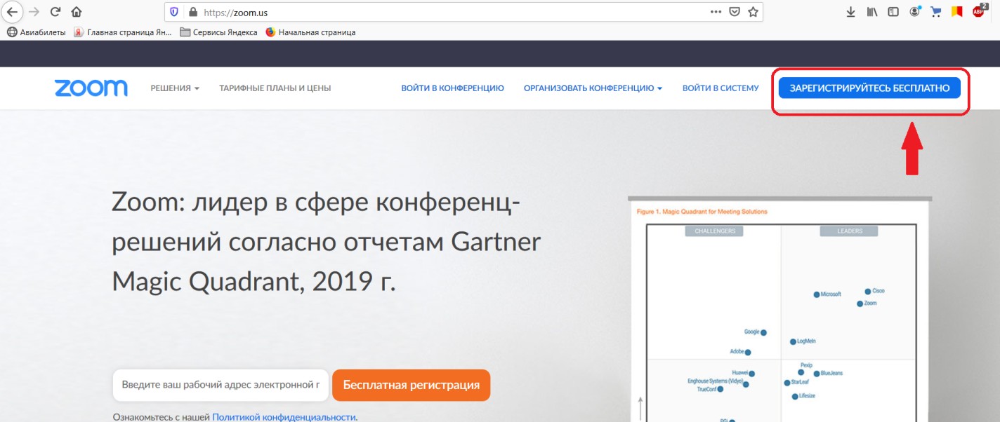 https://zoom.us
2
Авиабилеты
Главная страница Ян...
Сервисы Яндекса
Начальная страница
zoom
РЕШЕНИЯ
ТАРИФНЫЕ ПЛАНЫ И ЦЕНЫ
ВОЙТИ В КОНФЕРЕНЦИЮ
ОРГАНИЗОВАТЬ КОНФЕРЕНЦИЮ
ВОЙТИ В СИСТЕМУ
ЗАРЕГИСТРИРУЙТЕСЬ БЕСПЛАТНО
Zoom: лидер в сфере конференц-
решений согласно отчетам Gartner
Magic Quadrant, 2019 г.
Введите ваш рабочий адрес электронной г
Бесплатная регистрация
Ознакомьтесь с нашей Политикой конфиденциальности.
Figure 1. Magic Quadrant for Meeting Solutions
CHALLENGERS
LEADERS
Microsoft
Cisco
Zoom
Google
LogMeIn
Adobe
Pexip
Huawei
BlueJeans
Enghouse Systems (Vidyo)
StarLeaf
TrueConf
Lifesize